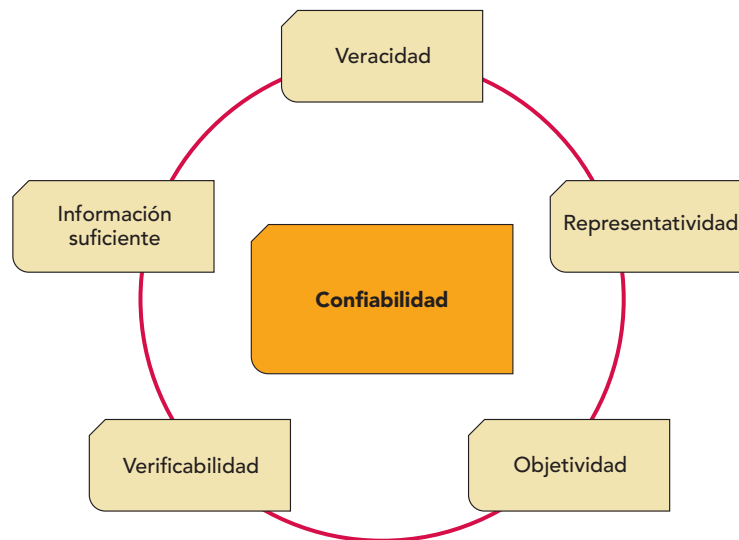 Veracidad
Información
suficiente
Representatividad
Confiabilidad
Verificabilidad
Objetividad